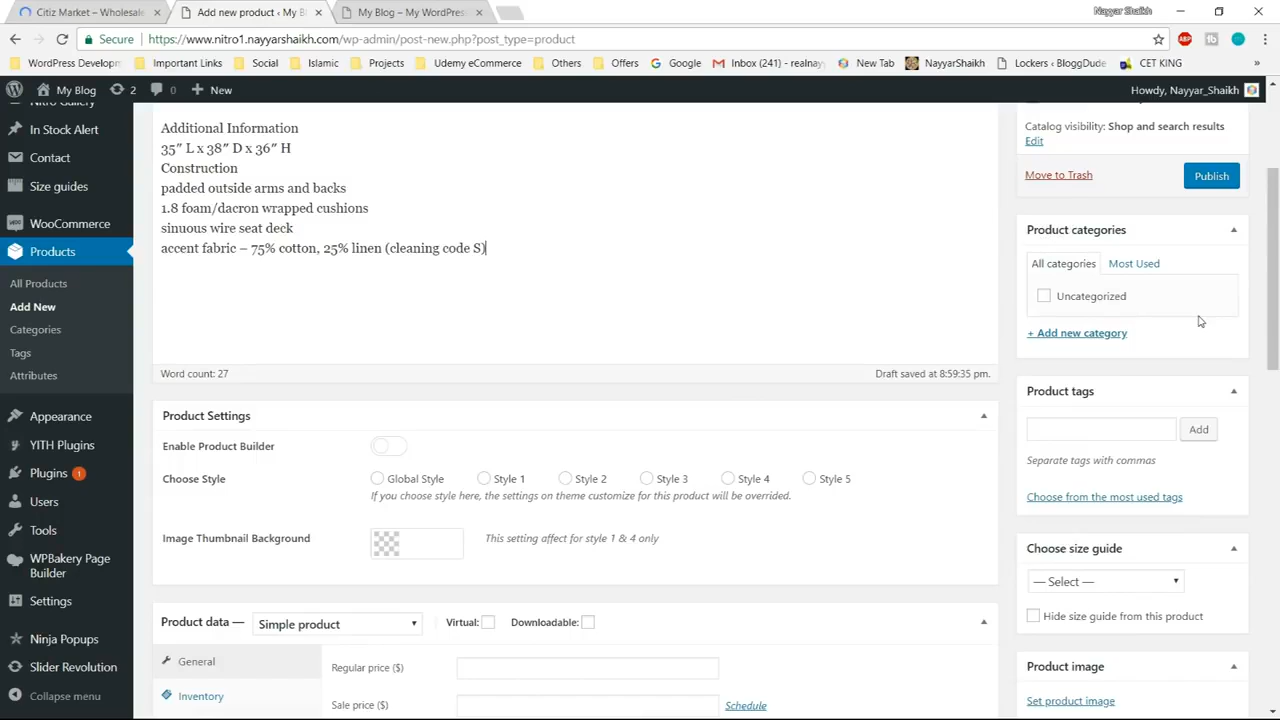 Citiz Market – Wholesale
Add new product ‹ My B
My Blog – My WordPres
Nayyar Shaikh
Secure
https://www.nitro1.nayyarshaikh.com/wp-admin/post-new.php?post_type=product
WordPress Developm
Important Links
Social
Islamic
Projects
Udemy eCommerce
Others
Offers
Google
Inbox (241) - realnay
New Tab
NayyarShaikh
Lockers ‹ BloggDude
CET KING
My Blog
2
0
New
Howdy, Nayyar_Shaikh
Nitro Gallery
In Stock Alert
Contact
Size guides
WooCommerce
Products
All Products
Add New
Categories
Tags
Attributes
Appearance
YITH Plugins
Plugins 1
Users
Tools
WPBakery Page
Builder
Settings
Ninja Popups
Slider Revolution
Collapse menu
Additional Information
35″ L x 38″ D x 36″ H
Construction
padded outside arms and backs
1.8 foam/dacron wrapped cushions
sinuous wire seat deck
accent fabric – 75% cotton, 25% linen (cleaning code S)
Word count: 27
Draft saved at 8:59:35 pm.
Product Settings
Enable Product Builder
Choose Style
Global Style
Style 1
Style 2
Style 3
Style 4
Style 5
If you choose style here, the settings on theme customize for this product will be overrided.
Image Thumbnail Background
This setting affect for style 1 & 4 only
Product data —
Simple product
Virtual:
Downloadable:
General
Inventory
Regular price ($)
Sale price ($)
Schedule
Catalog visibility: Shop and search results
Edit
Move to Trash
Publish
Product categories
All categories
Most Used
Uncategorized
+ Add new category
Product tags
Add
Separate tags with commas
Choose from the most used tags
Choose size guide
— Select —
Hide size guide from this product
Product image
Set product image